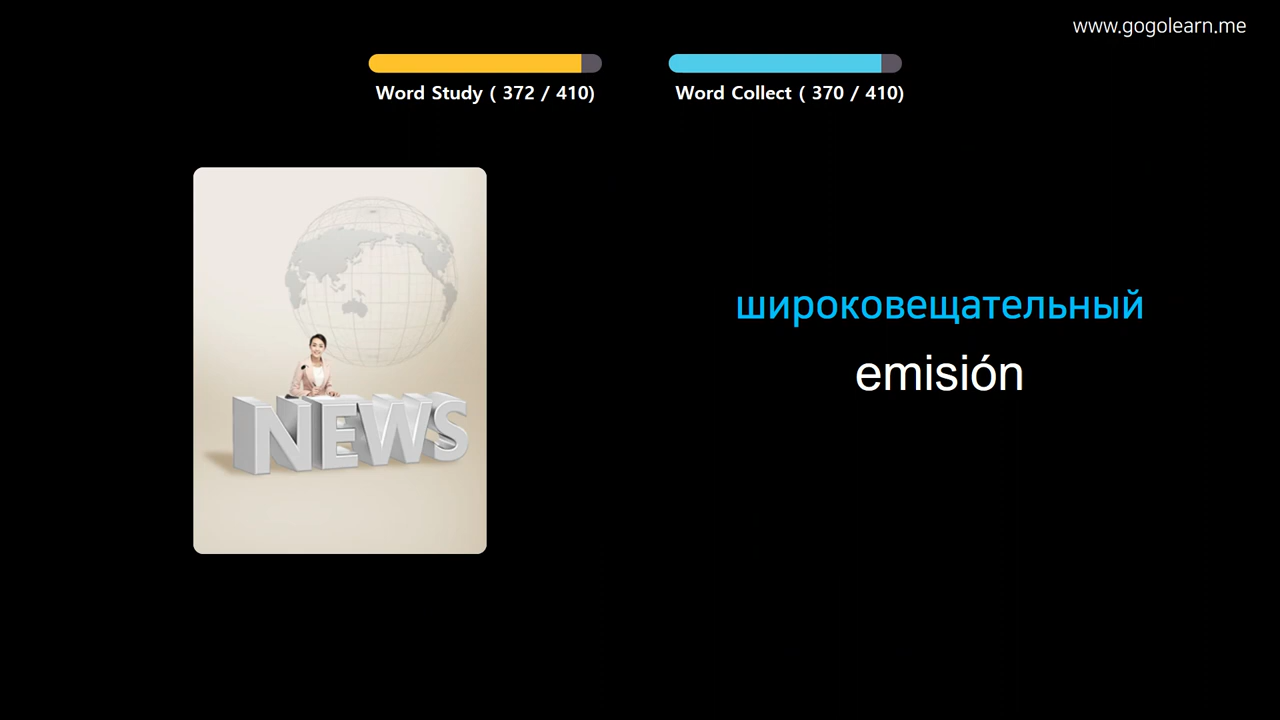 www.gogolearn.me
Word Study ( 372 / 410)
Word Collect ( 370 / 410)
широковещательный
emisión
NEWS